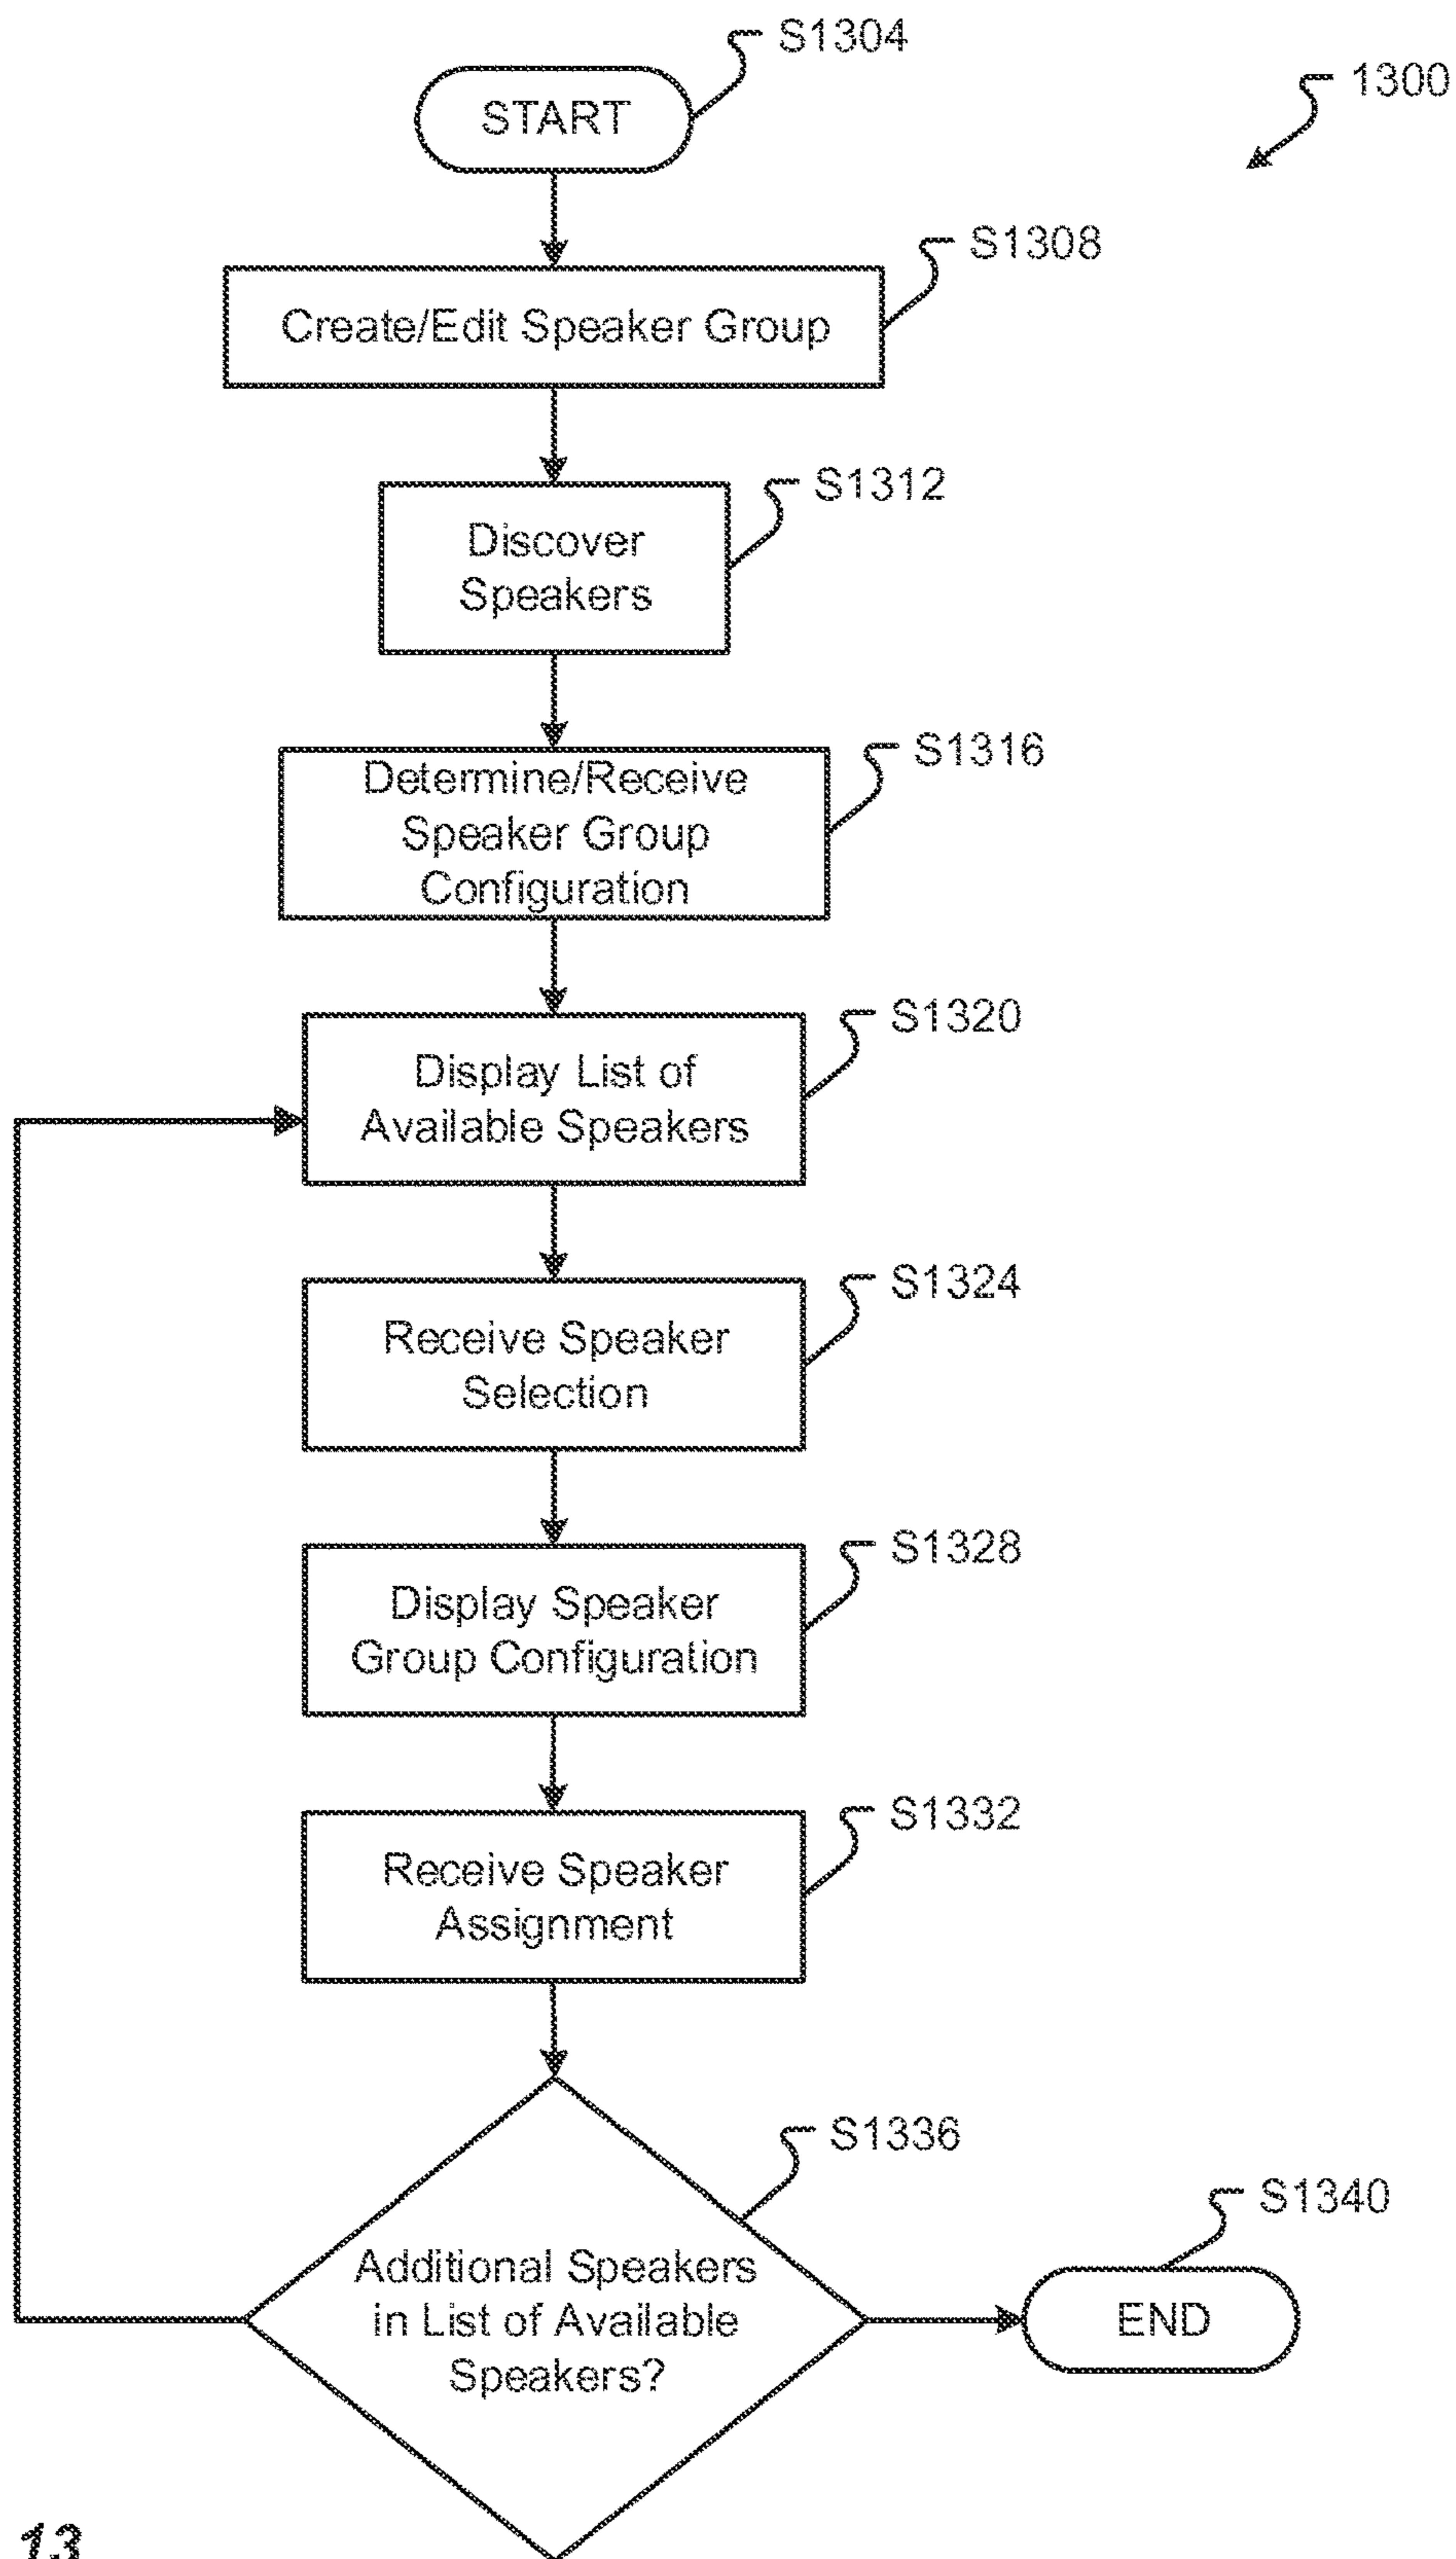 S1304
1300
START
S1308
Create/Edit Speaker Group
S1312
Discover
Speakers
S1316
Determine/Receive
Speaker Group
Configuration
S1320
Display List of
Available Speakers
S1324
Receive Speaker
Selection
S1328
Display Speaker
Group Configuration
S1332
Receive Speaker
Assignment
S1336
S1340
Additional Speakers
in List of Available
Speakers?
END
13